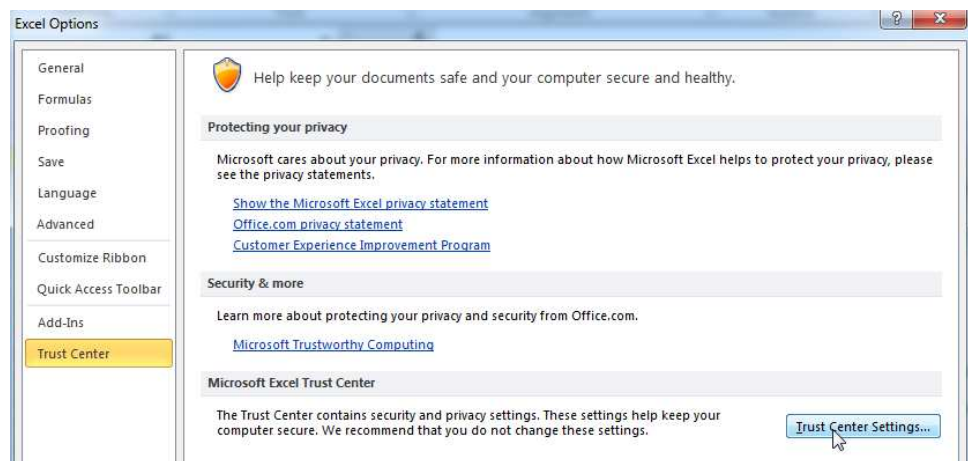 Excel Options
General
Formulas
Proofing
Save
Language
Advanced
Customize Ribbon
Quick Access Toolbar
Add-Ins
Trust Center
Help keep your documents safe and your computer secure and healthy.
Protecting your privacy
Microsoft cares about your privacy. For more information about how Microsoft Excel helps to protect your privacy, please
see the privacy statements.
Show the Microsoft Excel privacy statement
Office.com privacy statement
Customer Experience Improvement Program
Security & more
Learn more about protecting your privacy and security from Office.com.
Microsoft Trustworthy Computing
Microsoft Excel Trust Center
The Trust Center contains security and privacy settings. These settings help keep your
computer secure. We recommend that you do not change these settings.
Trust Center Settings...